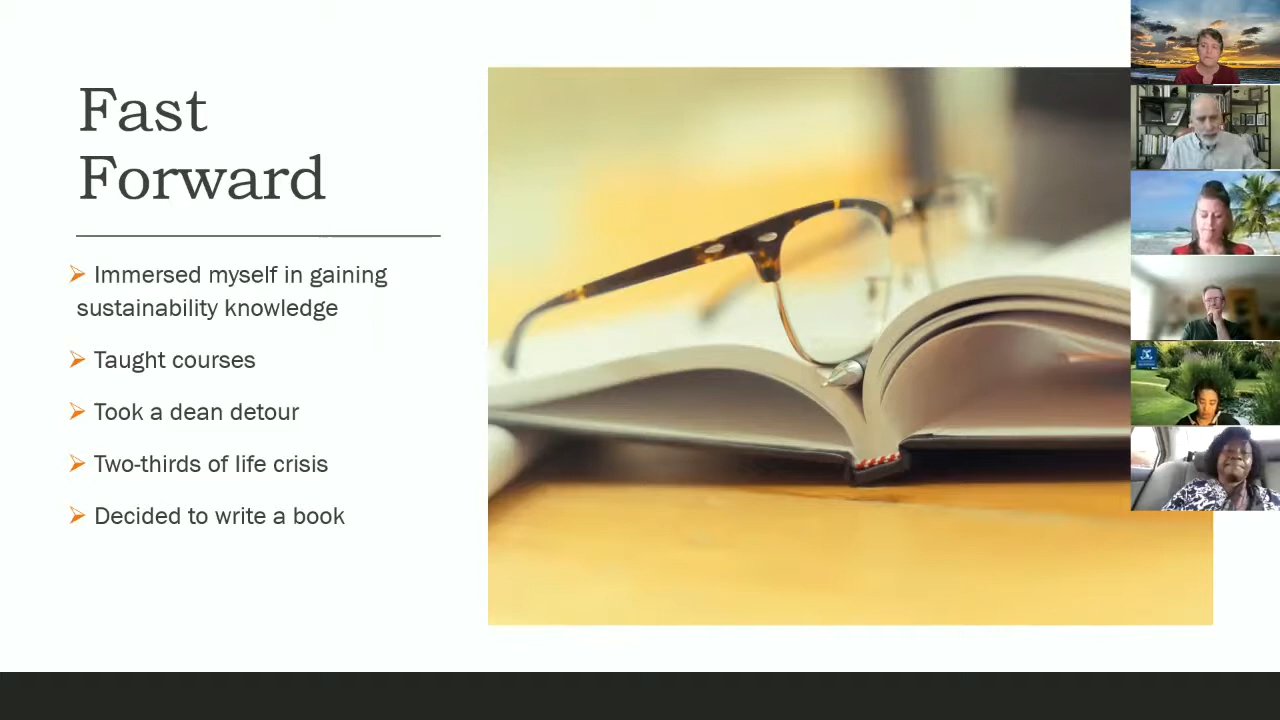 Fast
Forward
Immersed myself in gaining
sustainability knowledge
Taught courses
Took a dean detour
Two-thirds of life crisis
Decided to write a book